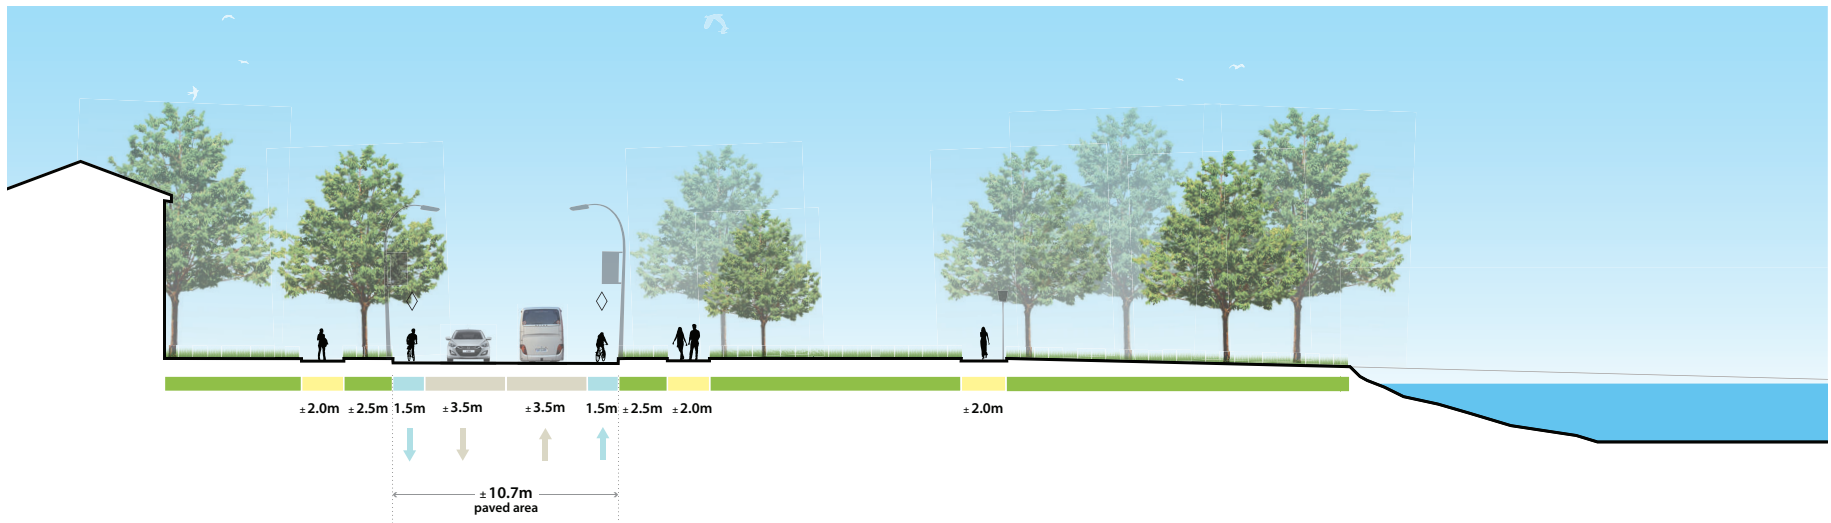 ± 2.0m ± 2.5m 1.5m ± 3.5m ± 3.5m 1.5m ± 2.5m ± 2.0m ± 2.0m
± 10.7m
paved area